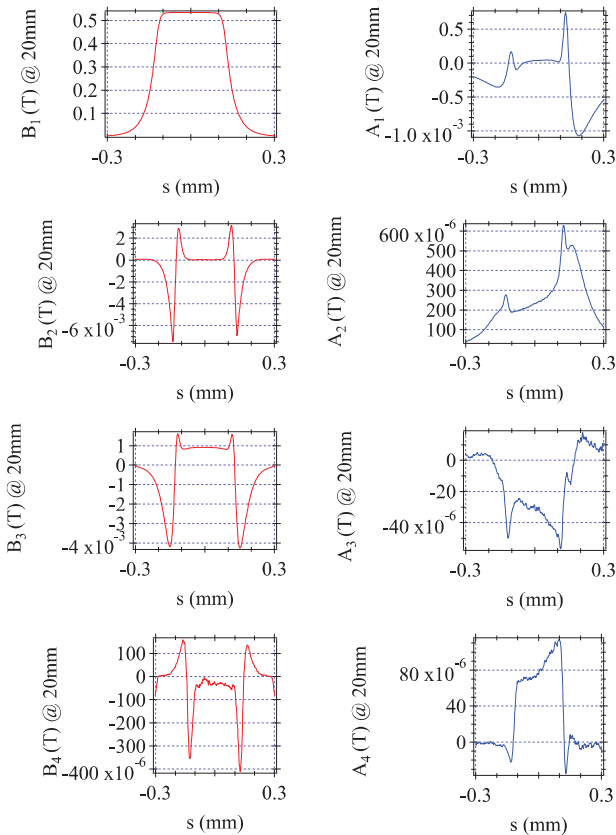 B1 (T) @ 20mm
0.5
0.4
0.3
0.2
0.1
-0.3
0.3
s (mm)
A1 (T) @ 20mm
0.5
0.0
-0.5
-1.0 x10
-3
-0.3
0.3
s (mm)
B2 (T) @ 20mm
2
0
-2
-4
-6 x10
-3
-0.3
0.3
s (mm)
A2 (T) @ 20mm
600 x10
-6
500
400
300
200
100
-0.3
0.3
s (mm)
B3 (T) @ 20mm
1
0
-1
-2
-3
-4 x10
-3
-0.3
0.3
s (mm)
A3 (T) @ 20mm
0
-20
-40 x10
-6
-0.3
0.3
s (mm)
B4 (T) @ 20mm
100
0
-100
-200
-300
-400 x10
-6
-0.3
0.3
s (mm)
A4 (T) @ 20mm
80 x10
-6
40
0
-0.3
0.3
s (mm)